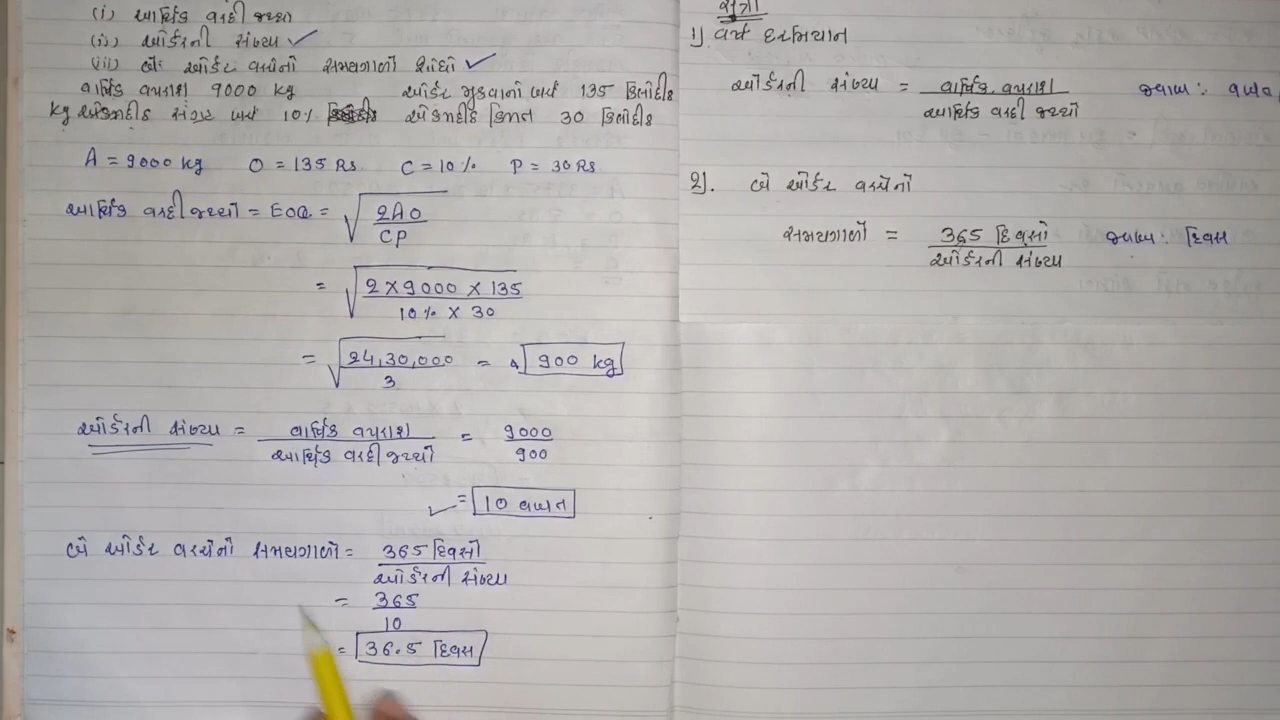 (i) આર્થિક વરદી જથ્થો
(ii) ઓર્ડરની સંખ્યા ✓
(iii) બે ઓર્ડર વચ્ચેનો સમયગાળો શોધો ✓
વાર્ષિક વપરાશ 9000 kg ઓર્ડર મુકવાનો ખર્ચ 135
એકમદીઠ સંગ્રહ ખર્ચ 10% એકમદીઠ કિંમત 30
A = 9000 kg O = 135 Rs. C = 10% P = 30 Rs
આર્થિક વરદી જથ્થો = EOQ = √ 2AO
CP
= √ 2 X 9000 X 135
10% X 30
= √ 24,30,000 = 900 kg
3
ઓર્ડરની સંખ્યા = વાર્ષિક વપરાશ = 9000
આર્થિક વરદી જથ્થો 900
✓ = 10 વખત
બે ઓર્ડર વચ્ચેનો સમયગાળો = 365 દિવસો
ઓર્ડરની સંખ્યા
= 365
10
= 36.5 દિવસ
સૂત્રો
1) વર્ષ દરમિયાન
ઓર્ડરની સંખ્યા = વાર્ષિક વપરાશ જવાબ: વખત
આર્થિક વરદી જથ્થો
2). બે ઓર્ડર વચ્ચેનો
સમયગાળો = 365 દિવસો જવાબ: દિવસ
ઓર્ડરની સંખ્યા